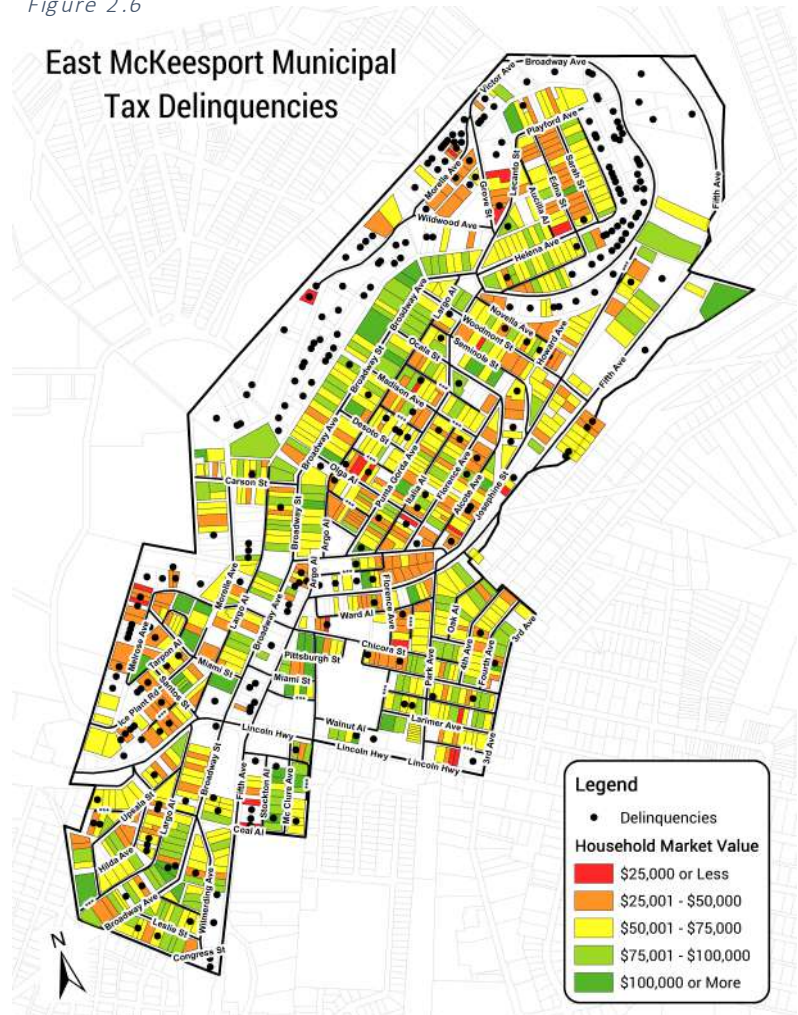 Figure 2.6
East McKeesport Municipal
Tax Delinquencies
Victor Ave
Broadway Ave
Playford Ave
Morelle Ave
Grove St
Lecanto St
Sarah St
Edna St
Aucilla Al
Fifth Ave
Wildwood Ave
Helena Ave
Broadway Ave
Largo Al
Novella Ave
Woodmont St
Howard Ave
Ocala St
Seminole St
Broadway St
Madison Ave
Fifth Ave
Desoto St
Broadway Ave
Olga Al
Punta Gorda Ave
Italia Al
Florence Ave
Alcote Ave
Josephine St
Carson St
Broadway St
Argo Al
Morelle Ave
Argo Al
Largo Al
Broadway Ave
Florence Ave
Ward Al
Oak Al
3rd Ave
Melrose Ave
Tarpon Al
Miami St
Pittsburgh St
Chicora St
Park Ave
4th Ave
Fourth Ave
Miami St
Santos St
Ice Plant Rd
Walnut Al
Larimer Ave
Lincoln Hwy
Lincoln Hwy
Lincoln Hwy
3rd Ave
Broadway St
Fifth Ave
Stockton Al
Mc Clure Ave
Upsala St
Largo Al
Coal Al
Hilda Ave
Wilmerding Ave
Broadway Ave
Leslie St
Congress St
N
Legend
Delinquencies
Household Market Value
$25,000 or Less
$25,001 - $50,000
$50,001 - $75,000
$75,001 - $100,000
$100,000 or More